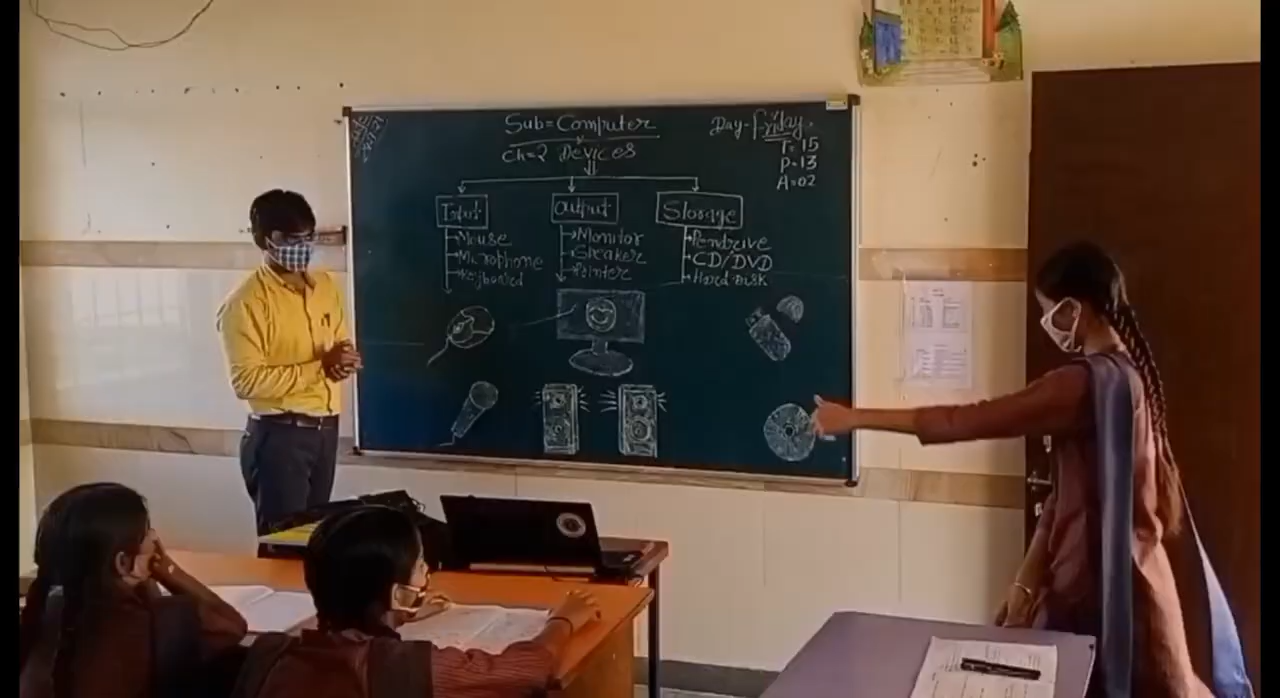 Sub=Computer
Ch=2 Devices
Day-Friday.
T=15
P=13
A=02
Input
Mouse
Microphone
Keyboard
Output
Monitor
Speaker
Printer
Storage
Pendrive
CD/DVD
Hard Disk